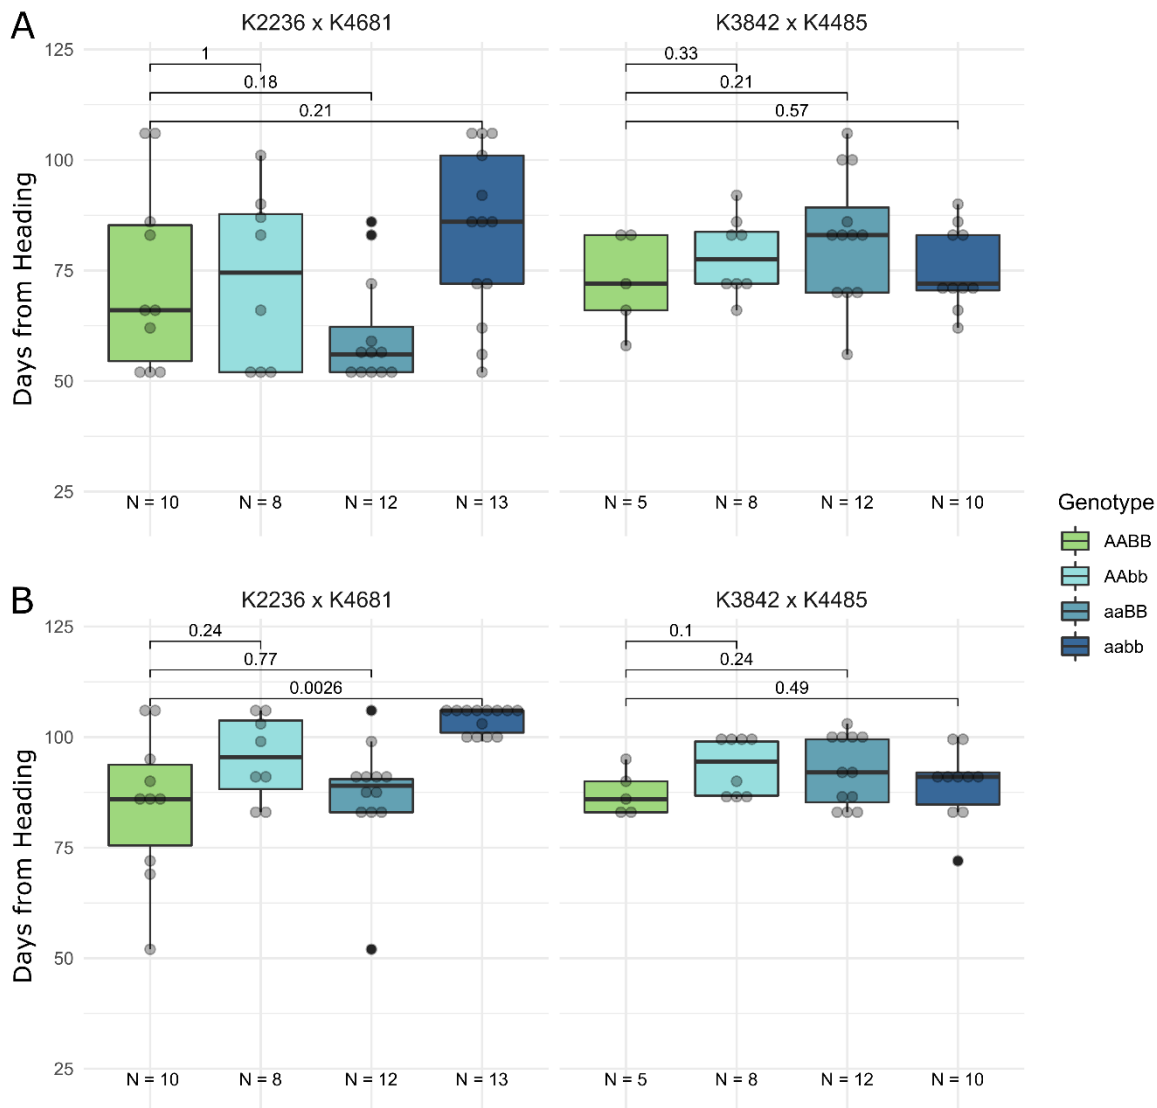 A
K2236 x K4681
K3842 x K4485
125
1
0.33
0.18
0.21
0.21
0.57
100
75
50
25
Days from Heading
N = 10
N = 8
N = 12
N = 13
N = 5
N = 8
N = 12
N = 10
Genotype
AABB
AAbb
aaBB
aabb
B
K2236 x K4681
K3842 x K4485
125
0.24
0.1
0.77
0.24
0.0026
0.49
100
75
50
25
Days from Heading
N = 10
N = 8
N = 12
N = 13
N = 5
N = 8
N = 12
N = 10